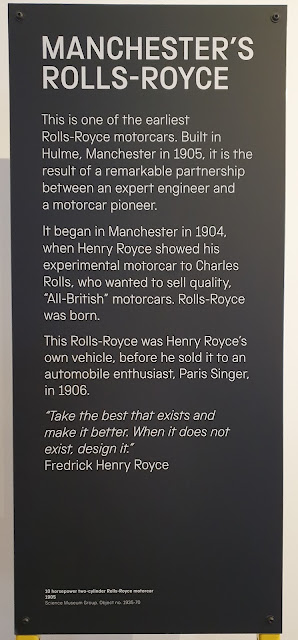 MANCHESTER'S
ROLLS-ROYCE
This is one of the earliest
Rolls-Royce motorcars. Built in
Hulme, Manchester in 1905, it is the
result of a remarkable partnership
between an expert engineer and
a motorcar pioneer.
It began in Manchester in 1904,
when Henry Royce showed his
experimental motorcar to Charles
Rolls, who wanted to sell quality,
"All-British" motorcars. Rolls-Royce
was born.
This Rolls-Royce was Henry Royce's
own vehicle, before he sold it to an
automobile enthusiast, Paris Singer,
in 1906.
"Take the best that exists and
make it better. When it does not
exist, design it."
Fredrick Henry Royce
10 horsepower two-cylinder Rolls-Royce motorcar
1905
Science Museum Group. Object no.